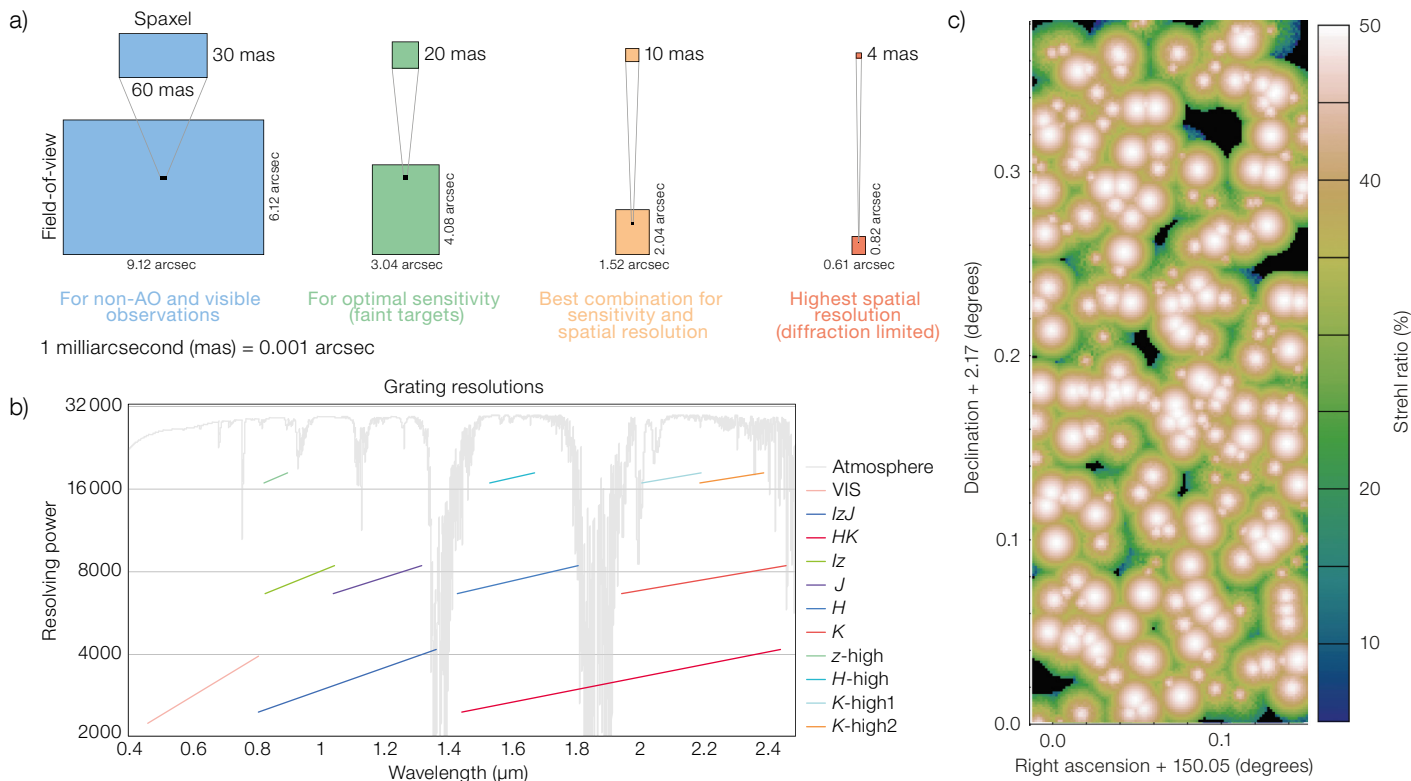 a)
Spaxel
30 mas
60 mas
20 mas
10 mas
4 mas
Field-of-view
6.12 arcsec
9.12 arcsec
4.08 arcsec
3.04 arcsec
2.04 arcsec
1.52 arcsec
0.82 arcsec
0.61 arcsec
For non-AO and visible
observations
For optimal sensitivity
(faint targets)
Best combination for
sensitivity and
spatial resolution
Highest spatial
resolution
(diffraction limited)
1 milliarcsecond (mas) = 0.001 arcsec
b)
Grating resolutions
Resolving power
32 000
16 000
8000
4000
2000
0.4
0.6
0.8
1
1.2
1.4
1.6
1.8
2
2.2
2.4
Wavelength (µm)
Atmosphere
VIS
IzJ
HK
Iz
J
H
K
z-high
H-high
K-high1
K-high2
c)
Declination + 2.17 (degrees)
0.3
0.2
0.1
0.0
0.0
0.1
Right ascension + 150.05 (degrees)
50
40
20
10
Strehl ratio (%)